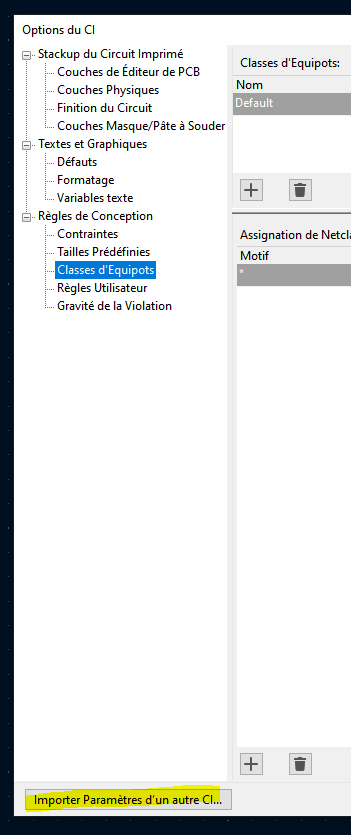 Options du CI
Stackup du Circuit Imprimé
Couches de Éditeur de PCB
Couches Physiques
Finition du Circuit
Couches Masque/Pâte à Souder
Textes et Graphiques
Défauts
Formatage
Variables texte
Règles de Conception
Contraintes
Tailles Prédéfinies
Classes d'Equipots
Règles Utilisateur
Gravité de la Violation
Classes d'Equipots:
Nom
Default
Assignation de Netcla
Motif
*
Importer Paramètres d'un autre CI...